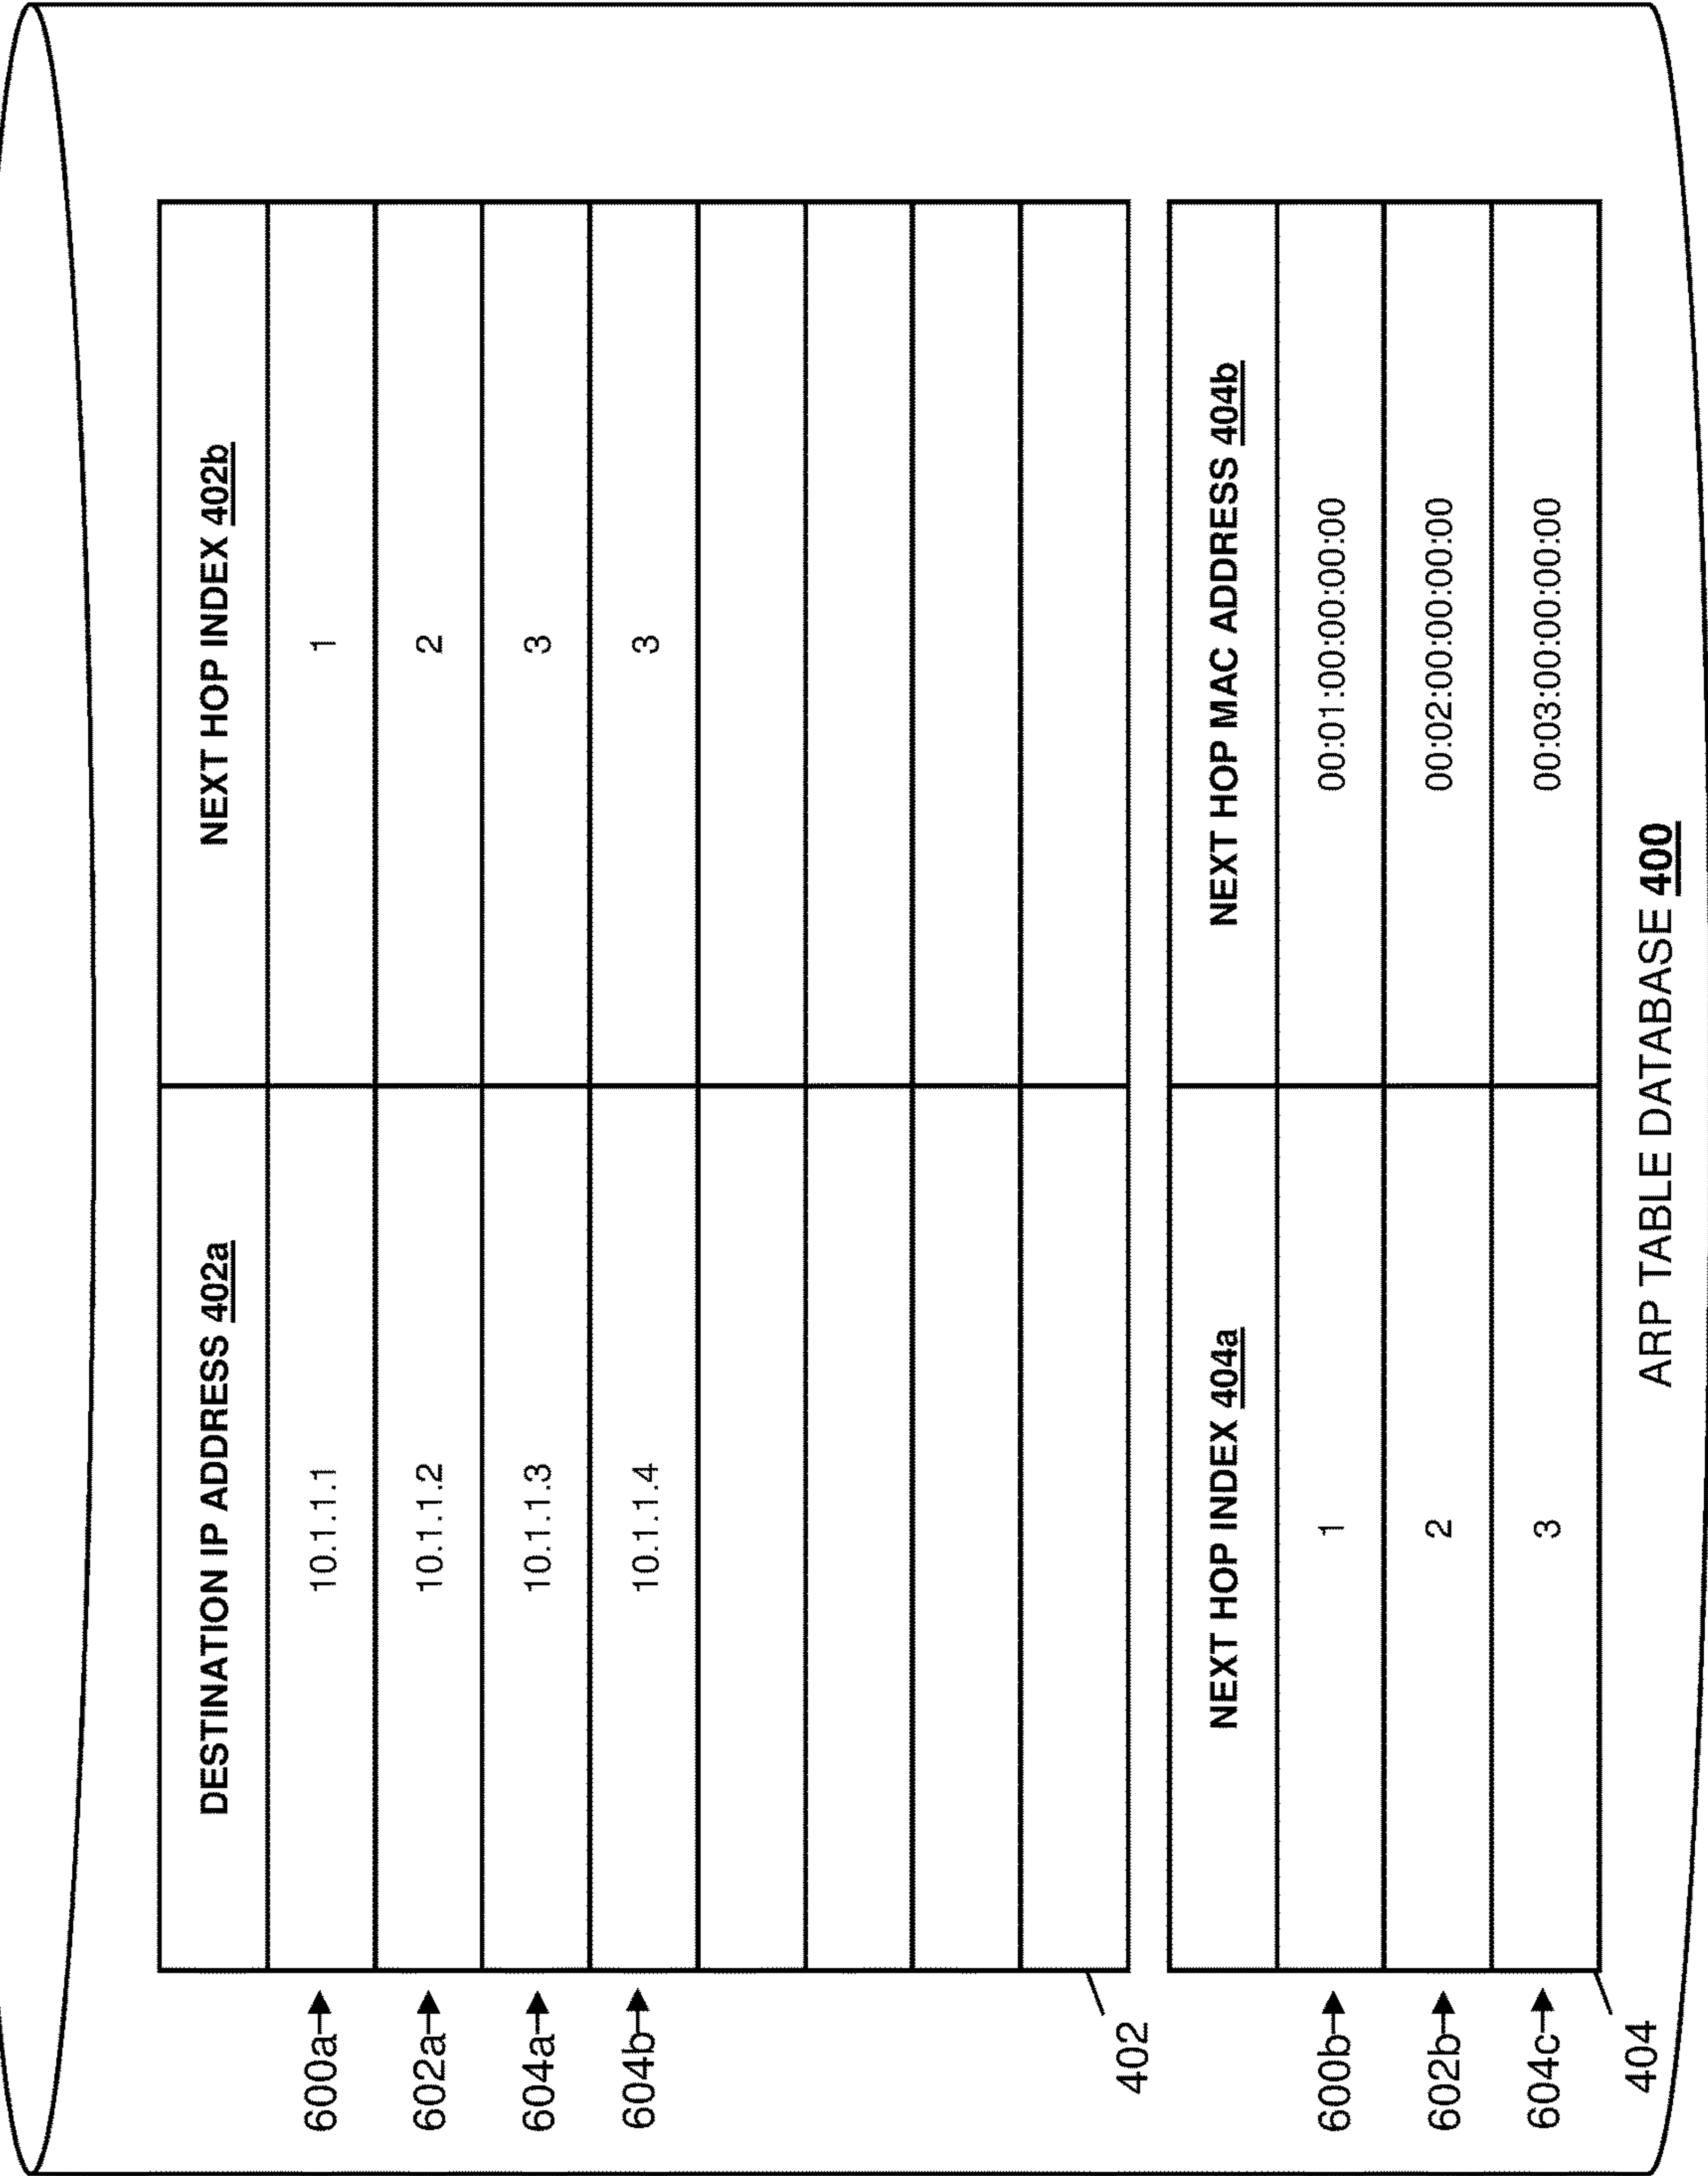 DESTINATION IP ADDRESS 402a NEXT HOP INDEX 402b
600a 10.1.1.1 1
602a 10.1.1.2 2
604a 10.1.1.3 3
604b 10.1.1.4 3
402
NEXT HOP INDEX 404a NEXT HOP MAC ADDRESS 404b
600b 1 00:01:00:00:00:00
602b 2 00:02:00:00:00:00
604c 3 00:03:00:00:00:00
404
ARP TABLE DATABASE 400